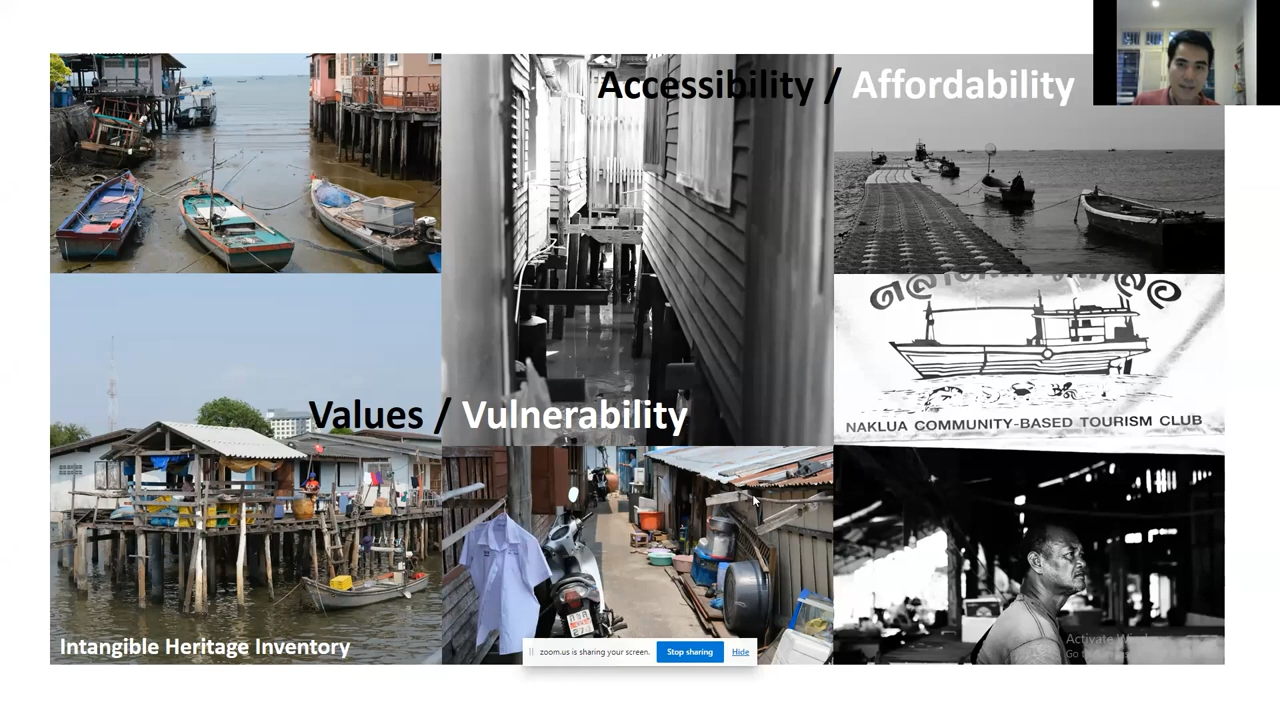 Accessibility / Affordability
Values / Vulnerability
NAKLUA COMMUNITY-BASED TOURISM CLUB
Intangible Heritage Inventory
zoom.us is sharing your screen.
Stop sharing
Hide